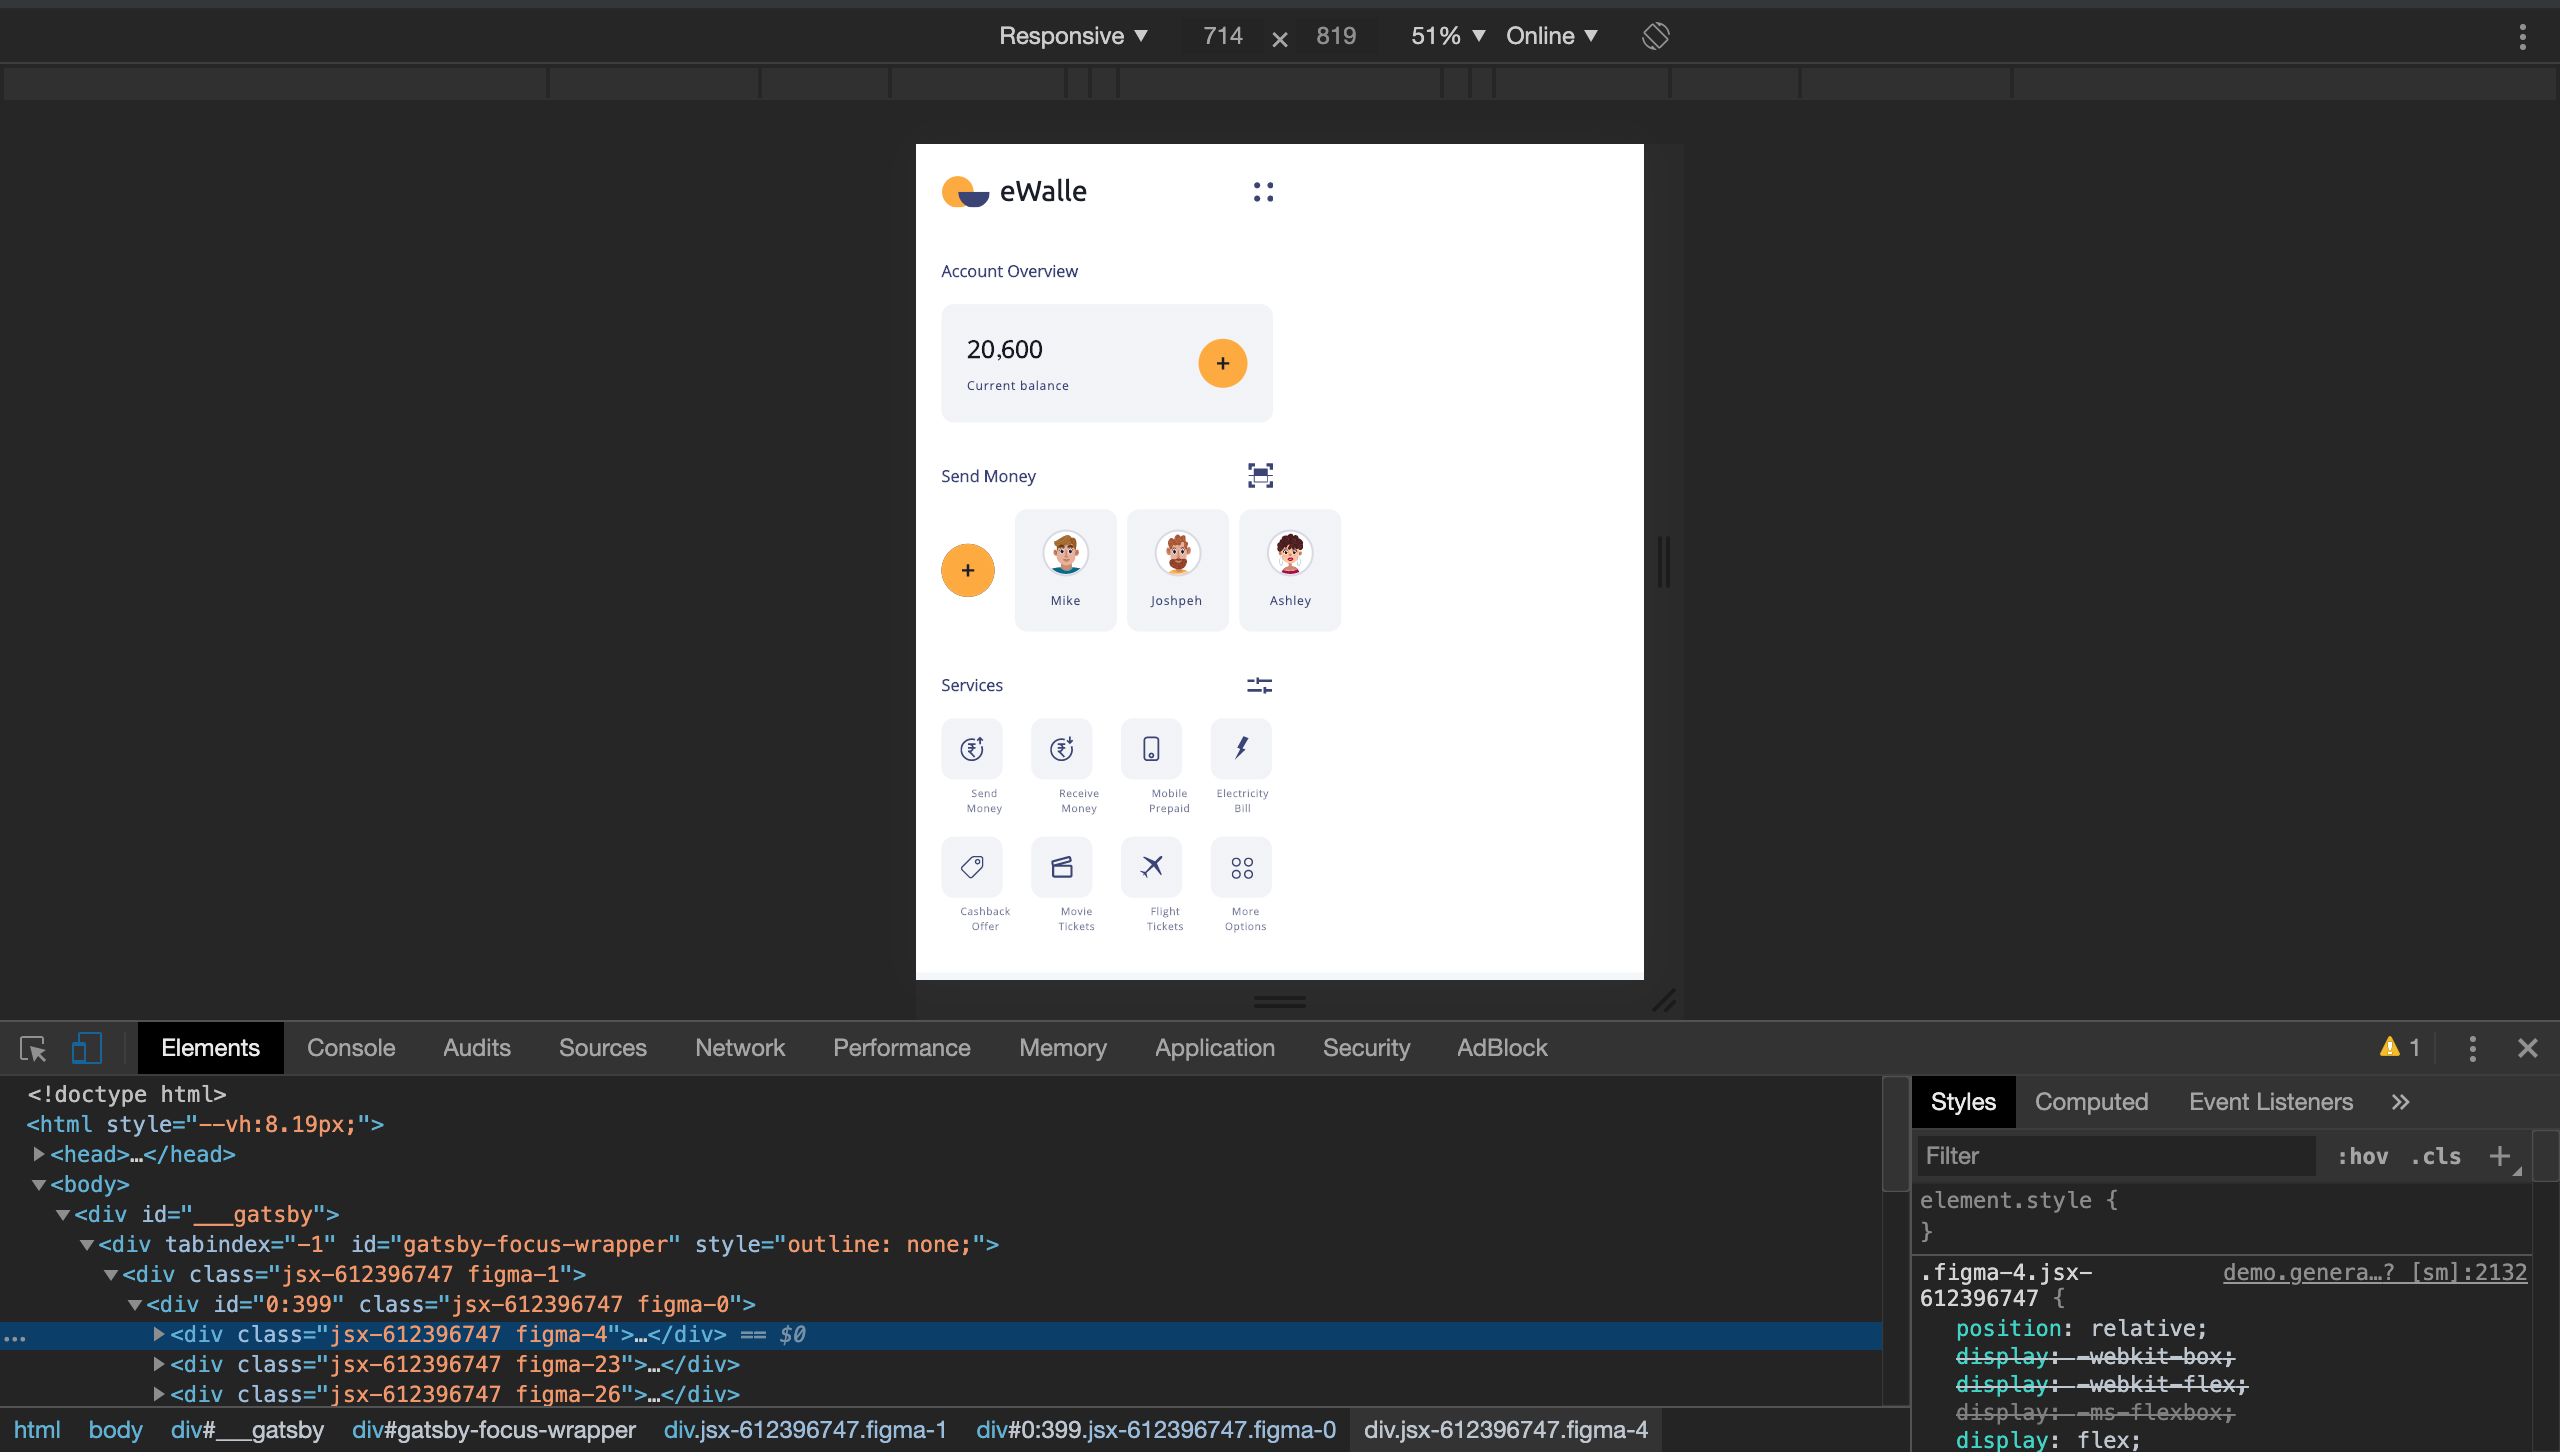 Responsive ▼ 714 × 819 51% ▼ Online ▼
eWalle
Account Overview
20,600
+
Current balance
Send Money
+
Mike Joshpeh Ashley
Services
Send Money
Receive Money
Mobile Prepaid
Electricity Bill
Cashback Offer
Movie Tickets
Flight Tickets
More Options
Elements Console Audits Sources Network Performance Memory Application Security AdBlock 1
<!doctype html>
<html style="--vh:8.19px;">
<head>…</head>
<body>
<div id="___gatsby">
<div tabindex="-1" id="gatsby-focus-wrapper" style="outline: none;">
<div class="jsx-612396747 figma-1">
<div id="0:399" class="jsx-612396747 figma-0">
… <div class="jsx-612396747 figma-4">…</div> == $0
<div class="jsx-612396747 figma-23">…</div>
<div class="jsx-612396747 figma-26">…</div>
html body div#___gatsby div#gatsby-focus-wrapper div.jsx-612396747.figma-1 div#0:399.jsx-612396747.figma-0 div.jsx-612396747.figma-4
Styles Computed Event Listeners »
Filter :hov .cls +
element.style {
}
.figma-4.jsx- demo.genera…? [sm]:2132
612396747 {
position: relative;
display: -webkit-box;
display: -webkit-flex;
display: -ms-flexbox;
display: flex;